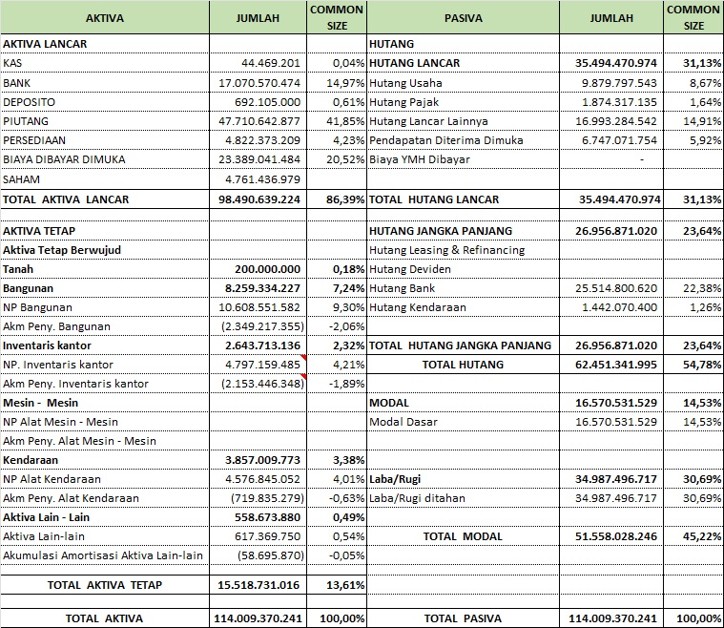 AKTIVA JUMLAH COMMON SIZE PASIVA JUMLAH COMMON SIZE
AKTIVA LANCAR HUTANG
KAS 44.469.201 0,04% HUTANG LANCAR 35.494.470.974 31,13%
BANK 17.070.570.474 14,97% Hutang Usaha 9.879.797.543 8,67%
DEPOSITO 692.105.000 0,61% Hutang Pajak 1.874.317.135 1,64%
PIUTANG 47.710.642.877 41,85% Hutang Lancar Lainnya 16.993.284.542 14,91%
PERSEDIAAN 4.822.373.209 4,23% Pendapatan Diterima Dimuka 6.747.071.754 5,92%
BIAYA DIBAYAR DIMUKA 23.389.041.484 20,52% Biaya YMH Dibayar -
SAHAM 4.761.436.979
TOTAL AKTIVA LANCAR 98.490.639.224 86,39% TOTAL HUTANG LANCAR 35.494.470.974 31,13%
AKTIVA TETAP HUTANG JANGKA PANJANG 26.956.871.020 23,64%
Aktiva Tetap Berwujud Hutang Leasing & Refinancing
Tanah 200.000.000 0,18% Hutang Deviden
Bangunan 8.259.334.227 7,24% Hutang Bank 25.514.800.620 22,38%
NP Bangunan 10.608.551.582 9,30% Hutang Kendaraan 1.442.070.400 1,26%
Akm Peny. Bangunan (2.349.217.355) -2,06%
Inventaris kantor 2.643.713.136 2,32% TOTAL HUTANG JANGKA PANJANG 26.956.871.020 23,64%
NP. Inventaris kantor 4.797.159.485 4,21% TOTAL HUTANG 62.451.341.995 54,78%
Akm Peny. Inventaris kantor (2.153.446.348) -1,89%
Mesin - Mesin MODAL 16.570.531.529 14,53%
NP Alat Mesin - Mesin Modal Dasar 16.570.531.529 14,53%
Akm Peny. Alat Mesin - Mesin
Kendaraan 3.857.009.773 3,38%
NP Alat Kendaraan 4.576.845.052 4,01% Laba/Rugi 34.987.496.717 30,69%
Akm Peny. Alat Kendaraan (719.835.279) -0,63% Laba/Rugi ditahan 34.987.496.717 30,69%
Aktiva Lain - Lain 558.673.880 0,49%
Aktiva Lain-lain 617.369.750 0,54% TOTAL MODAL 51.558.028.246 45,22%
Akumulasi Amortisasi Aktiva Lain-lain (58.695.870) -0,05%
TOTAL AKTIVA TETAP 15.518.731.016 13,61%
TOTAL AKTIVA 114.009.370.241 100,00% TOTAL PASIVA 114.009.370.241 100,00%